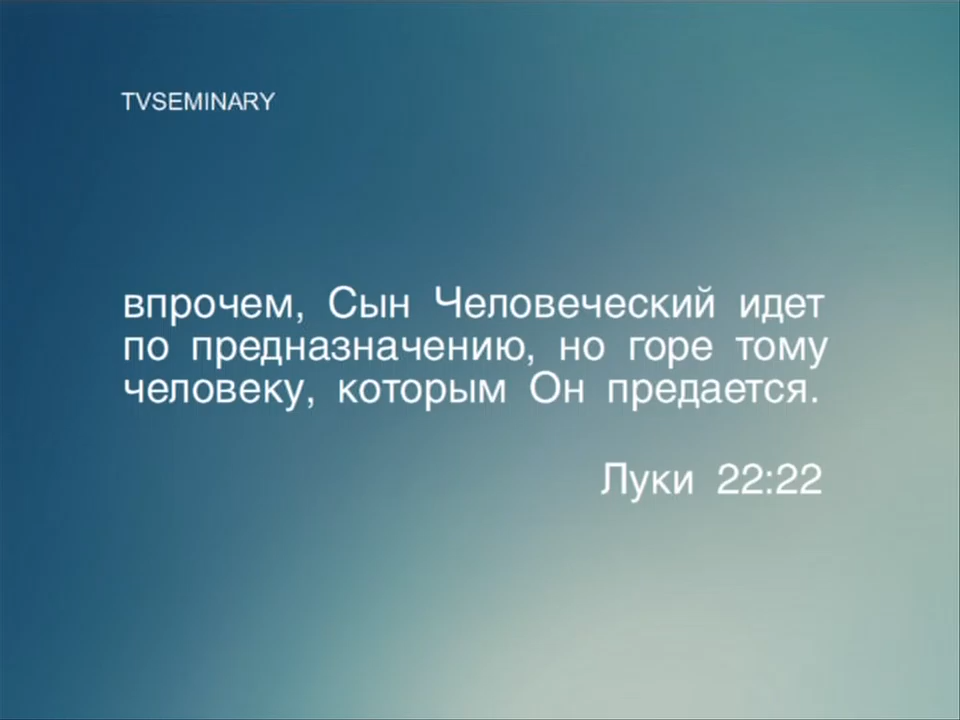 TVSEMINARY
впрочем, Сын Человеческий идет
по предназначению, но горе тому
человеку, которым Он предается.
Луки 22:22